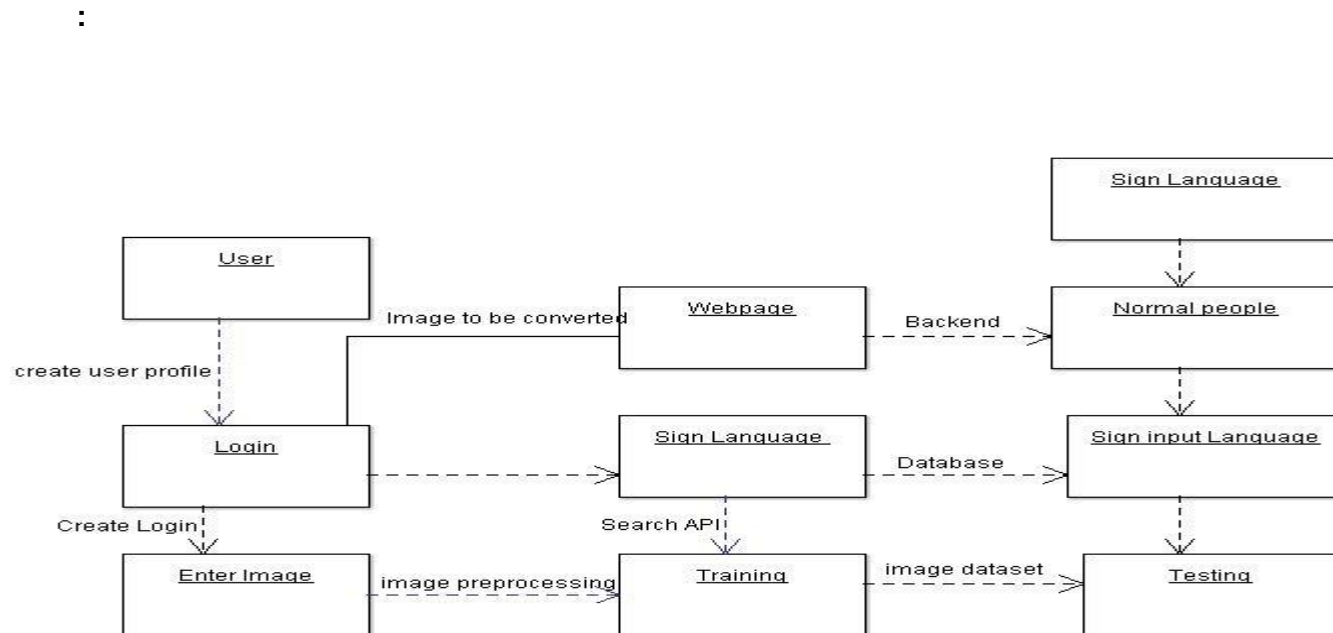 :
Sign Language
User
Image to be converted
Webpage
Backend
Normal people
create user profile
Login
Sign Language
Database
Sign input Language
Create Login
Search API
Enter Image
image preprocessing
Training
image dataset
Testing